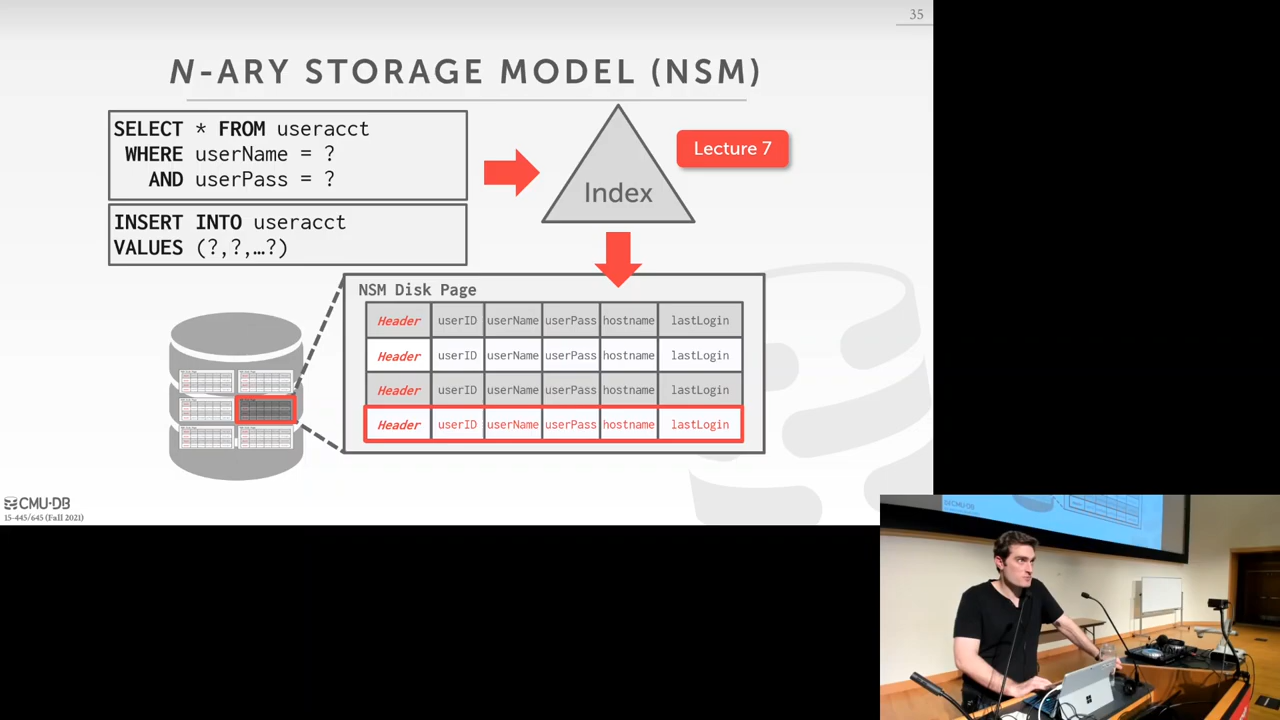 35
N-ARY STORAGE MODEL (NSM)
SELECT * FROM useracct
WHERE userName = ?
AND userPass = ?
INSERT INTO useracct
VALUES (?,?,…?)
Index
Lecture 7
NSM Disk Page
Header userID userName userPass hostname lastLogin
Header userID userName userPass hostname lastLogin
Header userID userName userPass hostname lastLogin
Header userID userName userPass hostname lastLogin
CMU·DB
15-445/645 (Fall 2021)